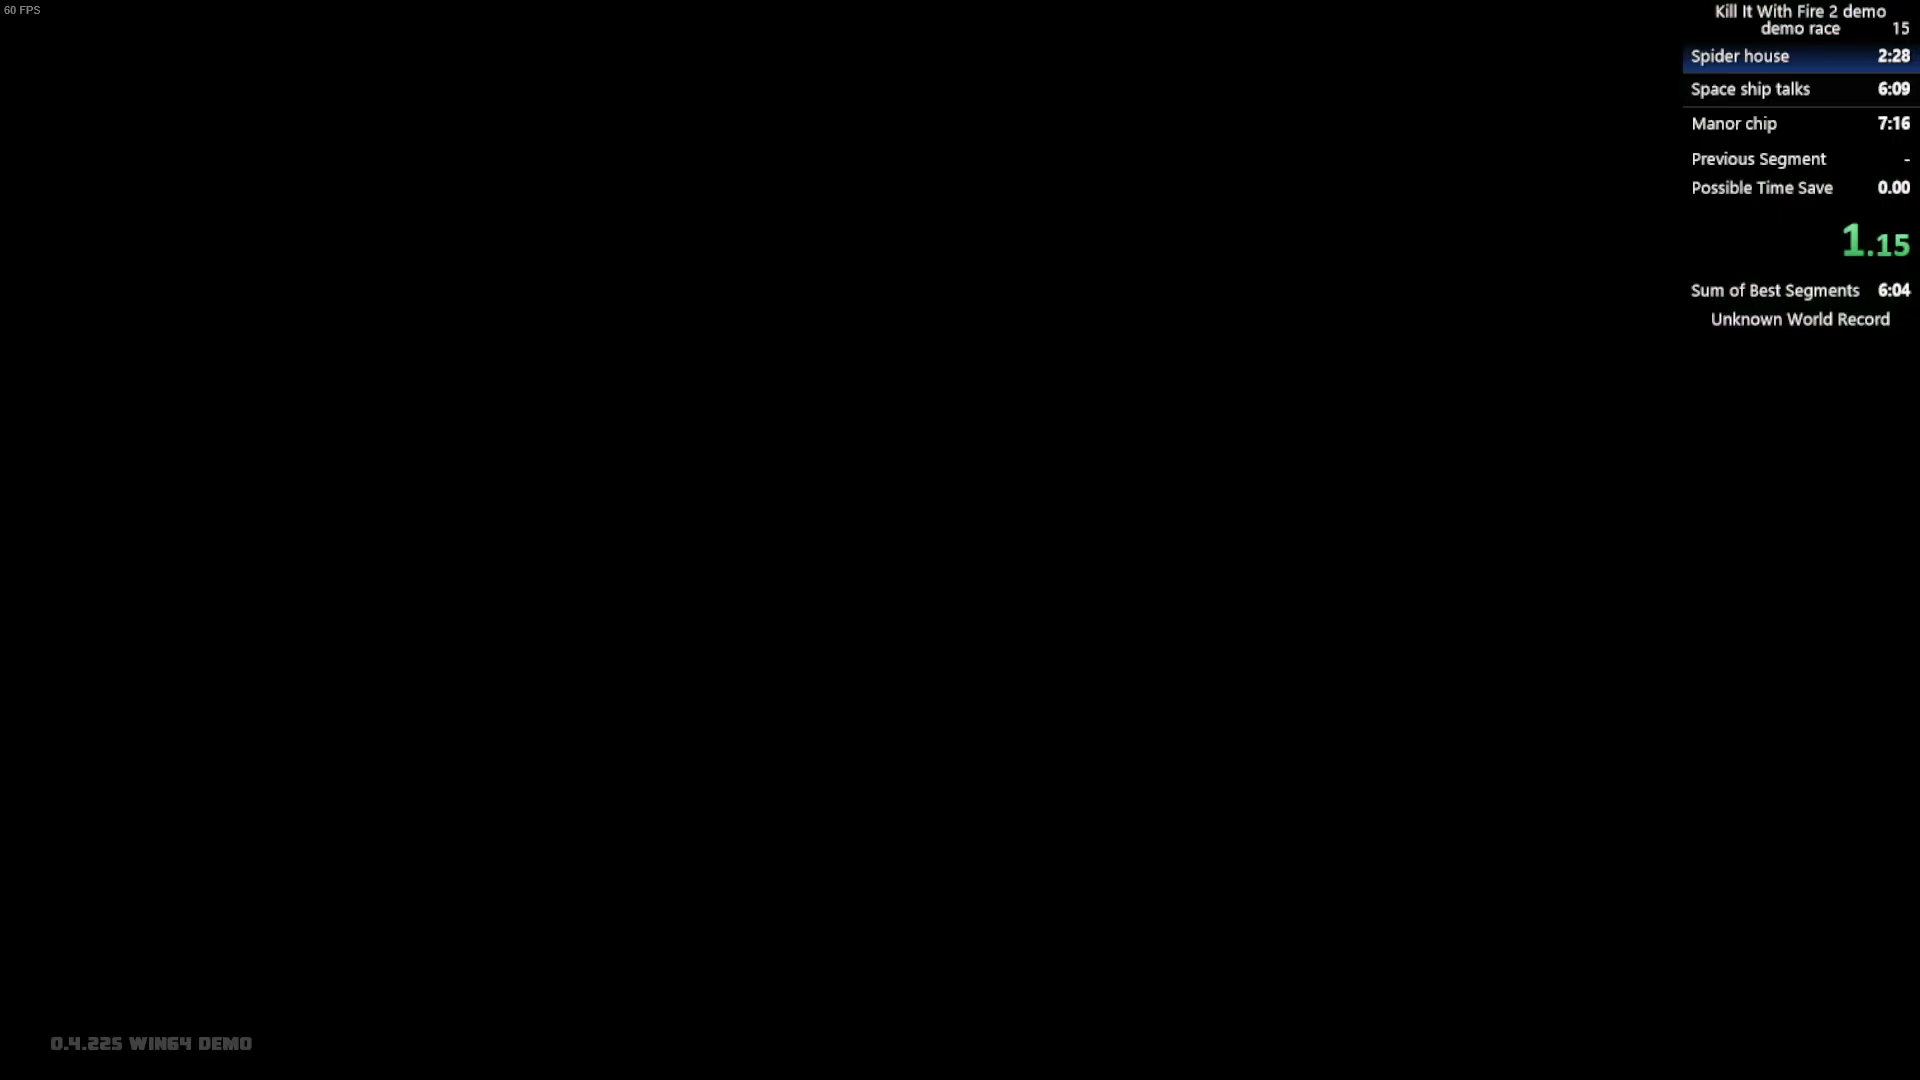 60 FPS
Kill It With Fire 2 demo
demo race 15
Spider house 2:28
Space ship talks 6:09
Manor chip 7:16
Previous Segment -
Possible Time Save 0.00
1.15
Sum of Best Segments 6:04
Unknown World Record
0.4.225 WIN64 DEMO